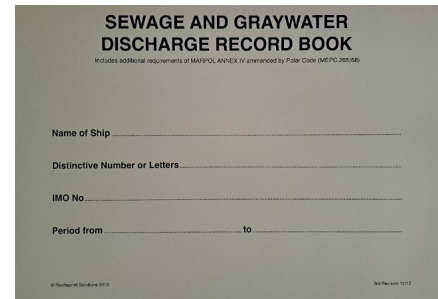 SEWAGE AND GRAYWATER
DISCHARGE RECORD BOOK
Includes additional requirements of MARPOL ANNEX IV ammended by Polar Code (MEPC.265(68)
Name of Ship
Distinctive Number or Letters
IMO No
Period from to
© Rochaprint Solutions 2012 3rd Revision 11/17